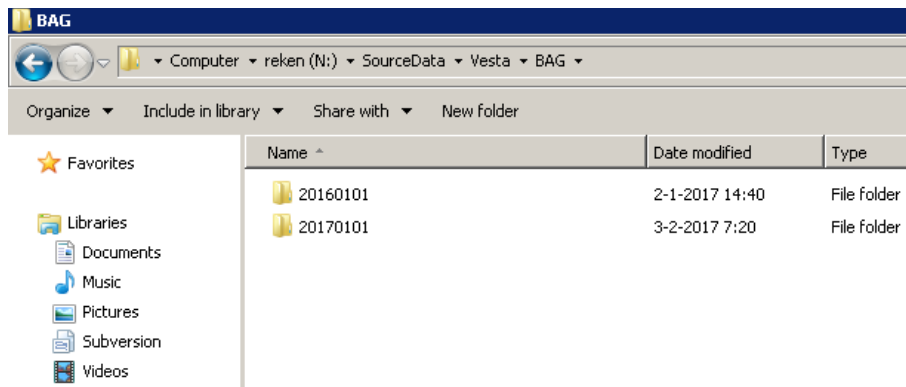 BAG
Computer reken (N:) SourceData Vesta BAG
Organize Include in library Share with New folder
Favorites
Libraries
Documents
Music
Pictures
Subversion
Videos
Name Date modified Type
20160101 2-1-2017 14:40 File folder
20170101 3-2-2017 7:20 File folder